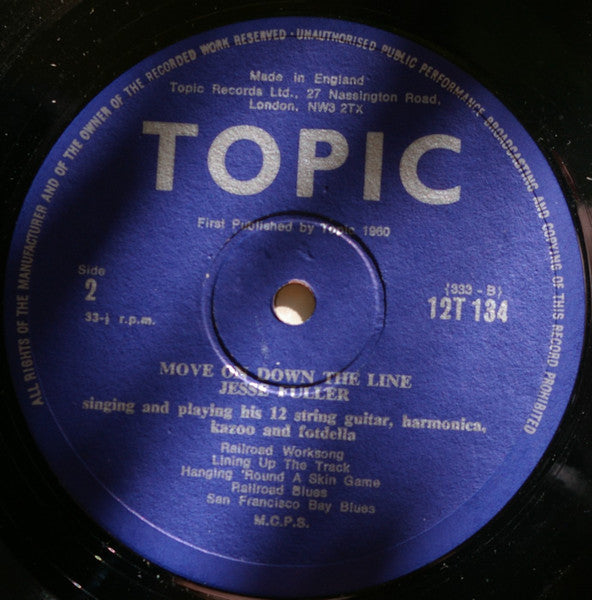 ALL RIGHTS OF THE MANUFACTURER AND OF THE OWNER OF THE RECORDED WORK RESERVED · UNAUTHORISED PUBLIC PERFORMANCE BROADCASTING AND COPYING OF THIS RECORD PROHIBITED
Made in England
Topic Records Ltd., 27 Nassington Road,
London, NW3 2TX
TOPIC
First Published by Topic 1960
Side
2
33-⅓ r.p.m.
(333 - B)
12T 134
MOVE ON DOWN THE LINE
JESSE FULLER
singing and playing his 12 string guitar, harmonica,
kazoo and fotdella
Railroad Worksong
Lining Up The Track
Hanging 'Round A Skin Game
Railroad Blues
San Francisco Bay Blues
M.C.P.S.